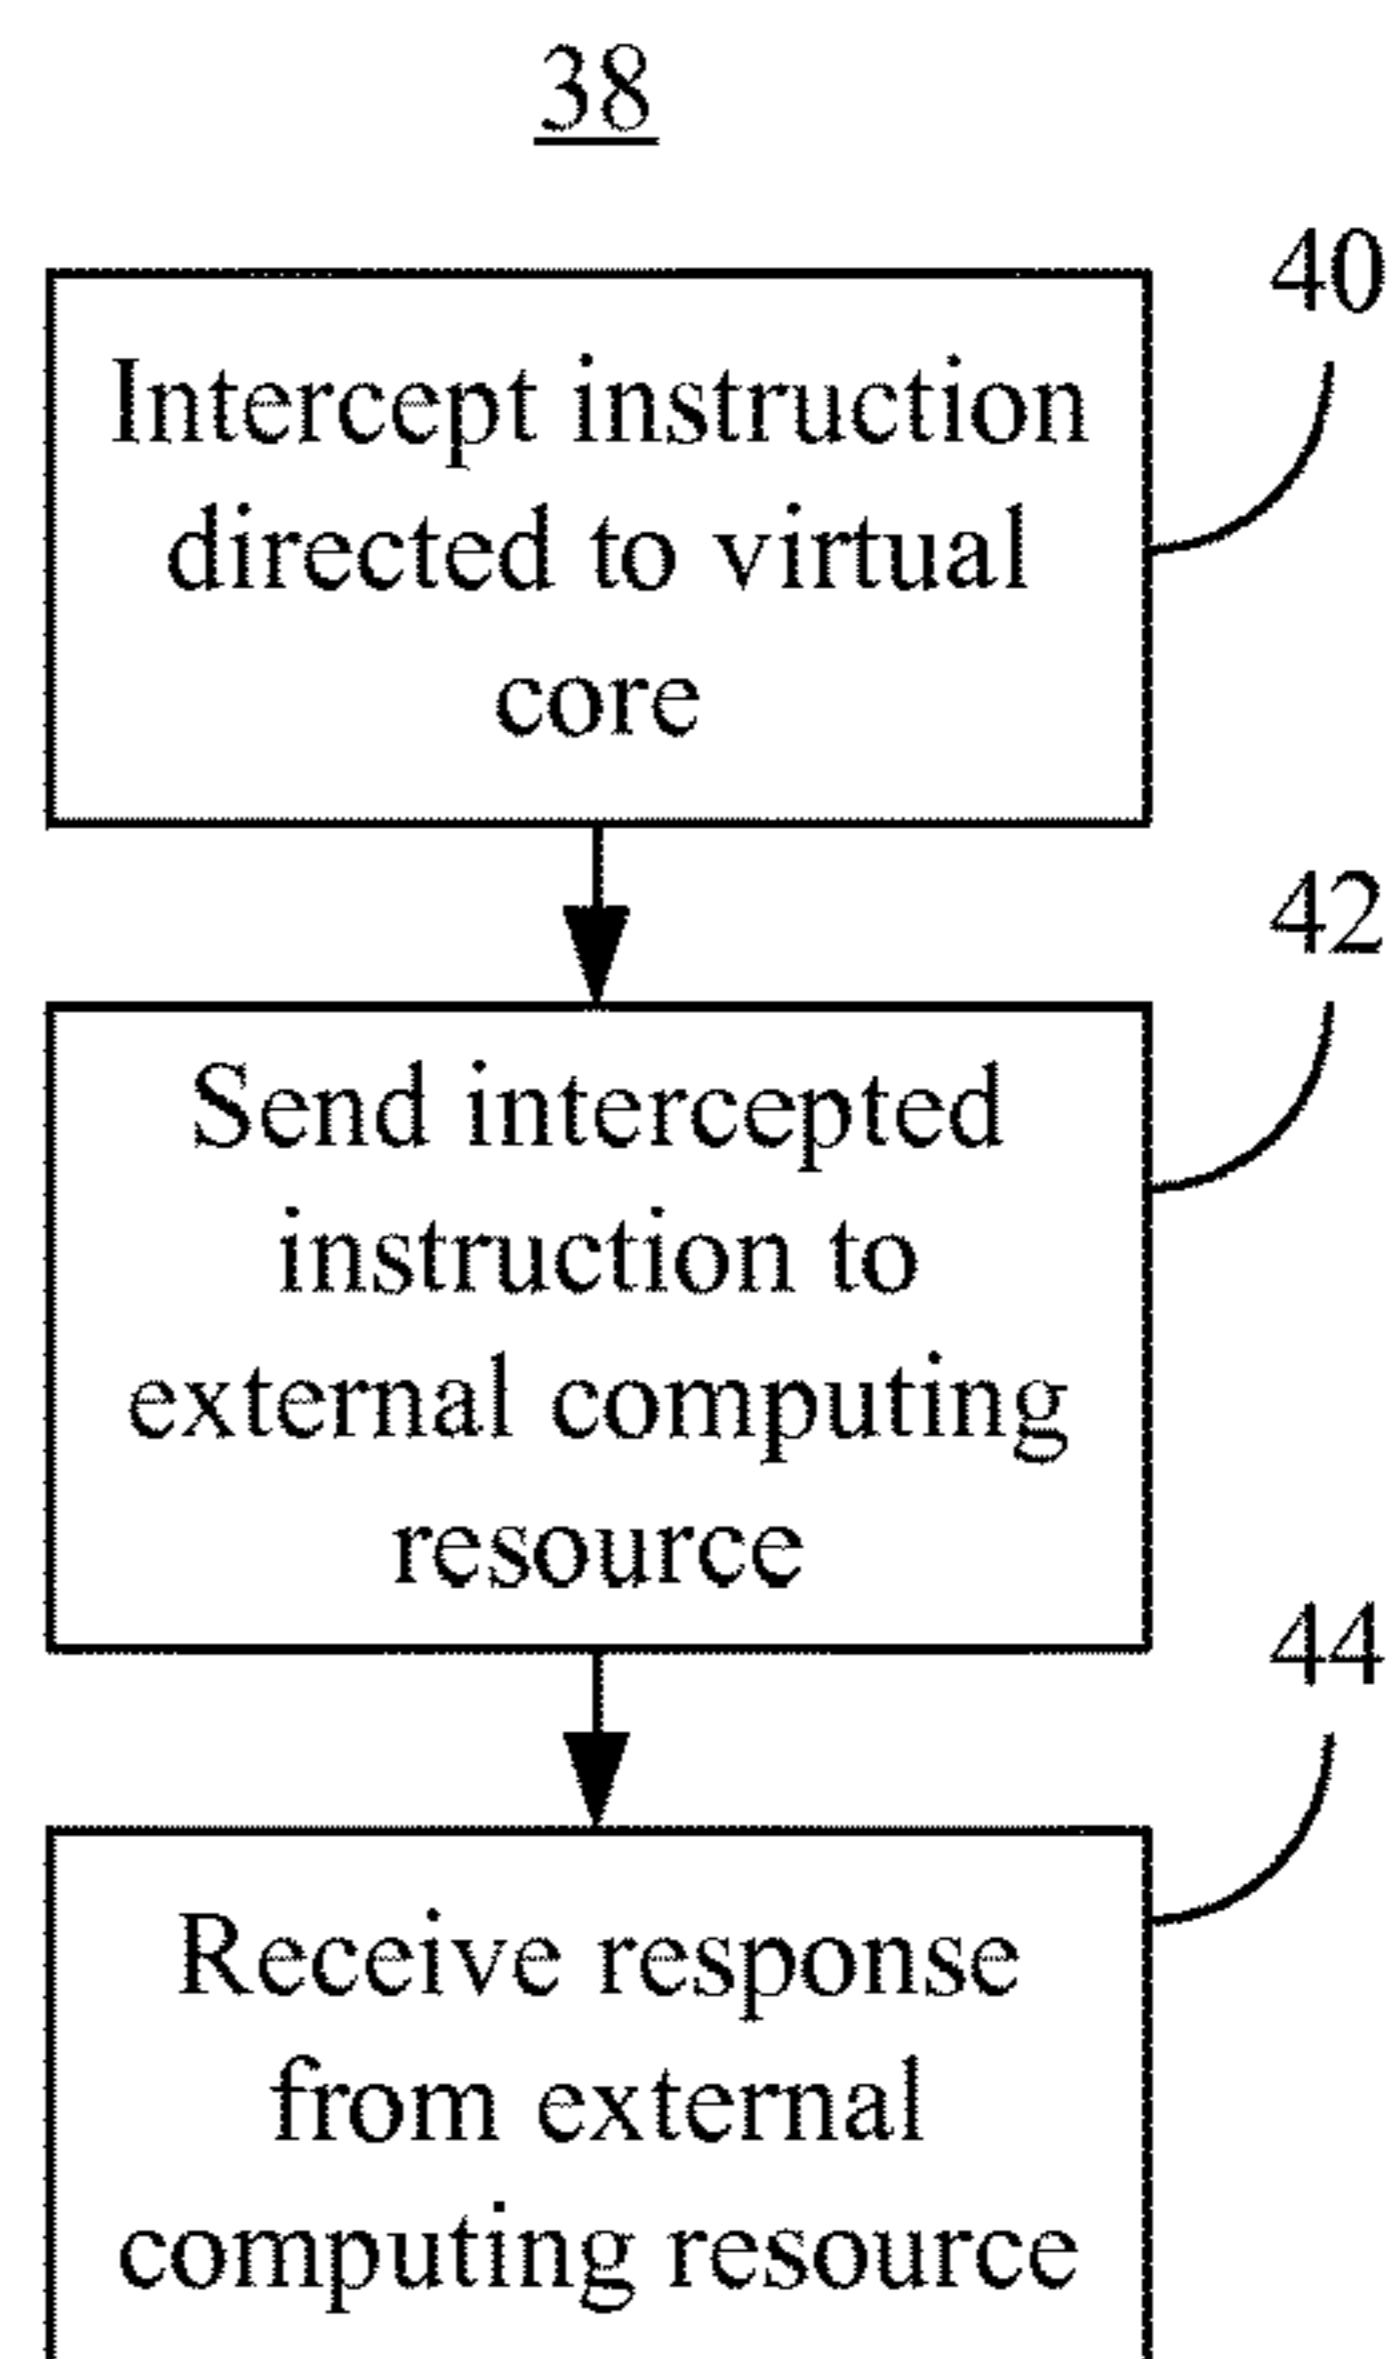 38
40
Intercept instruction
directed to virtual
core
42
Send intercepted
instruction to
external computing
resource
44
Receive response
from external
computing resource